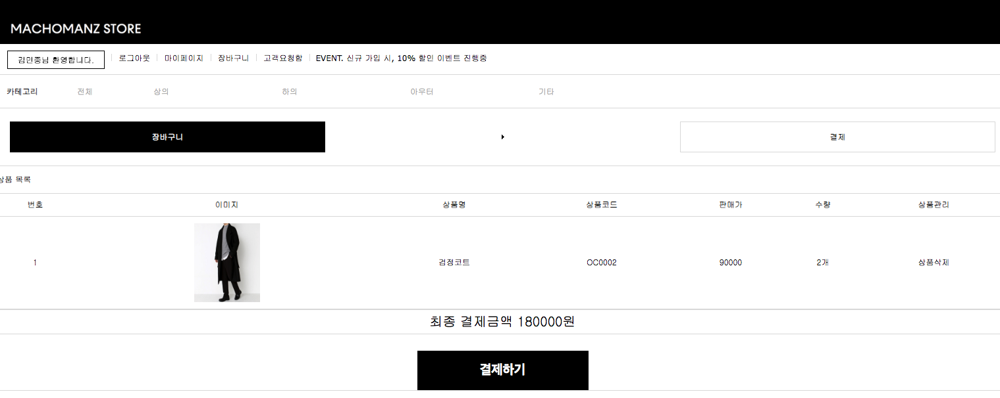 MACHOMANZ STORE
김민종님 환영합니다. 로그아웃 마이페이지 장바구니 고객요청함 EVENT. 신규 가입 시, 10% 할인 이벤트 진행중
카테고리 전체 상의 하의 아우터 기타
장바구니 결제
상품 목록
번호 이미지 상품명 상품코드 판매가 수량 상품관리
1 검정코트 OC0002 90000 2개 상품삭제
최종 결제금액 180000원
결제하기